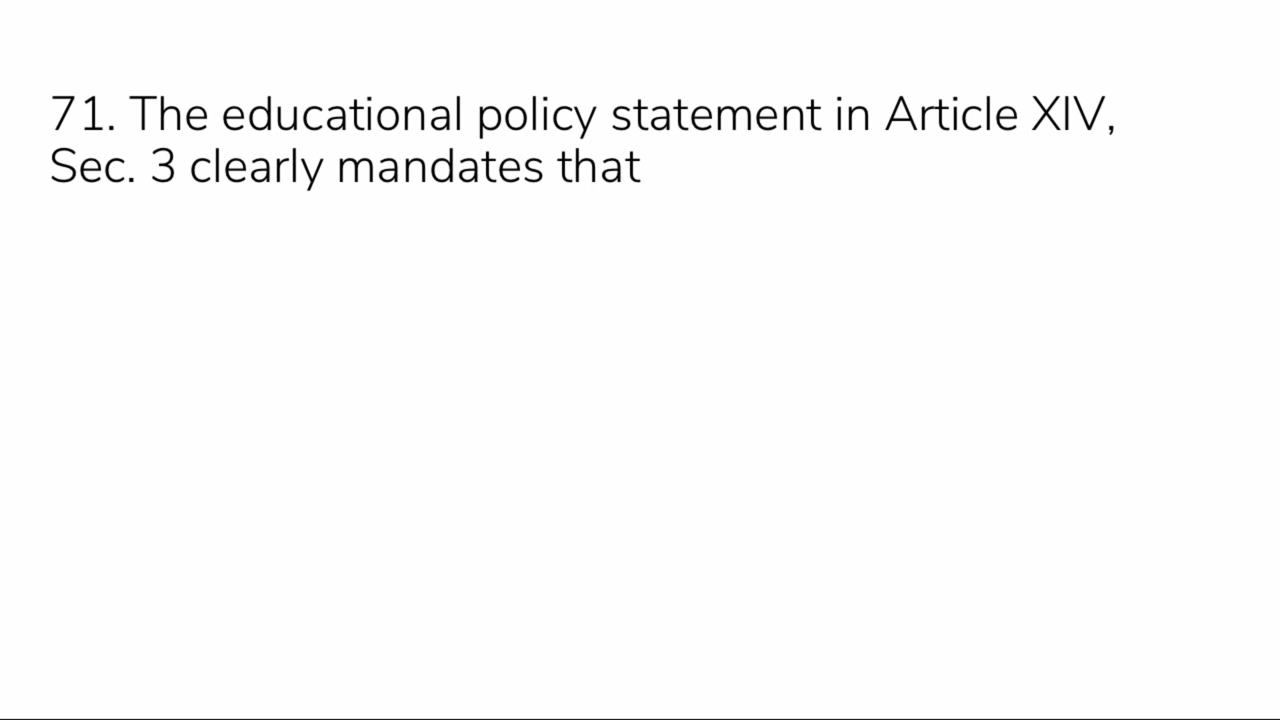 71. The educational policy statement in Article XIV,
Sec. 3 clearly mandates that